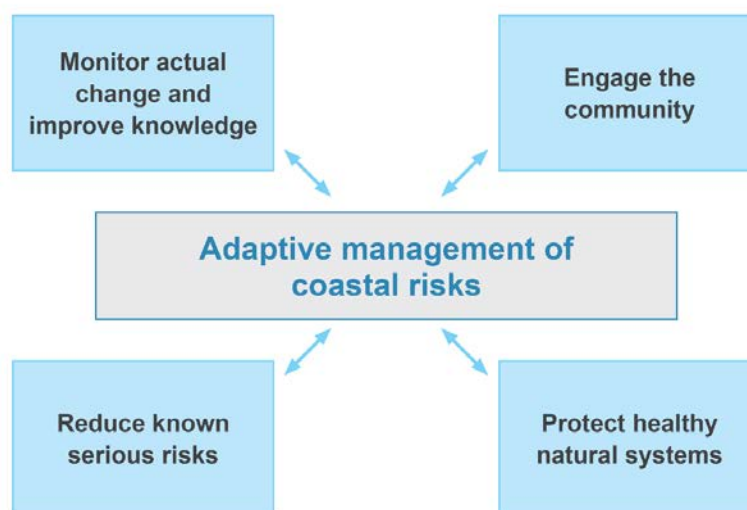 Monitor actual
change and
improve knowledge
Engage the
community
Adaptive management of
coastal risks
Reduce known
serious risks
Protect healthy
natural systems